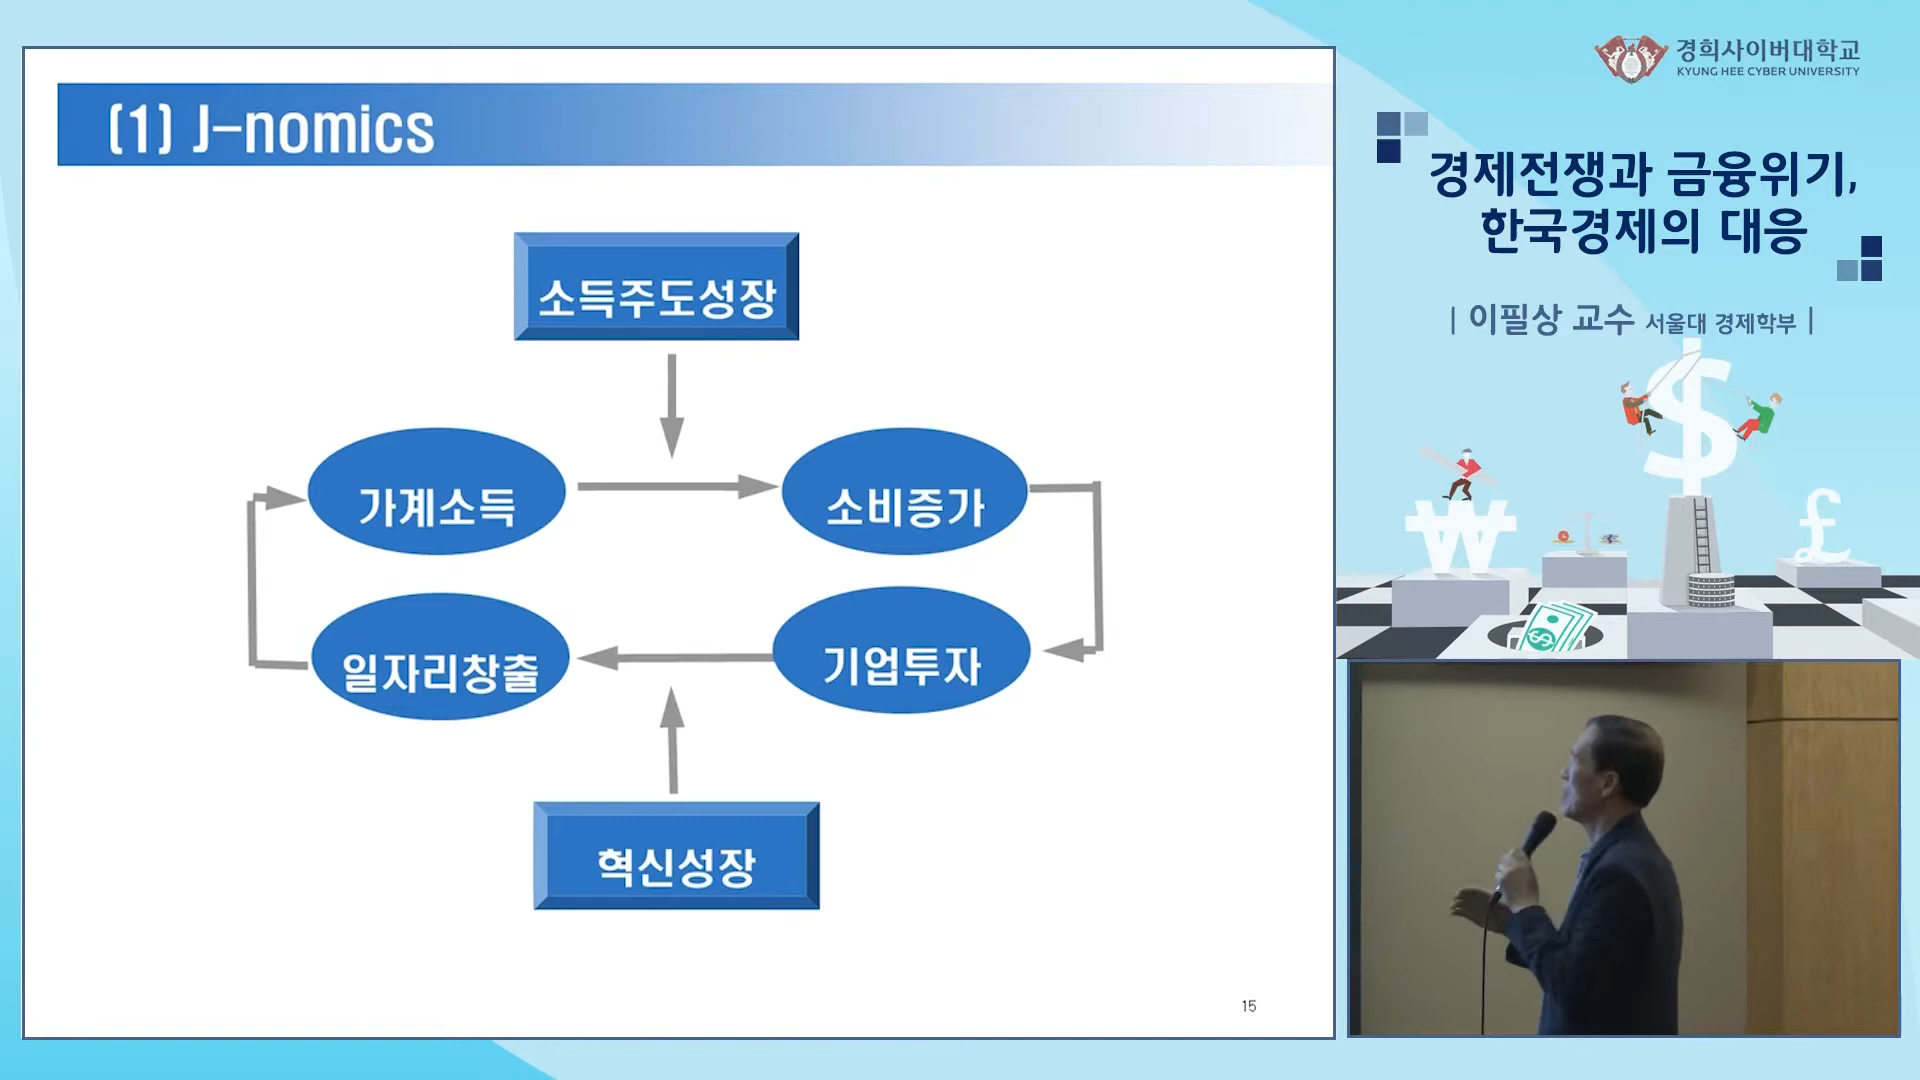 (1) J-nomics
소득주도성장
가계소득
소비증가
일자리창출
기업투자
혁신성장
15
경희사이버대학교
KYUNG HEE CYBER UNIVERSITY
경제전쟁과 금융위기,
한국경제의 대응
| 이필상 교수 서울대 경제학부 |